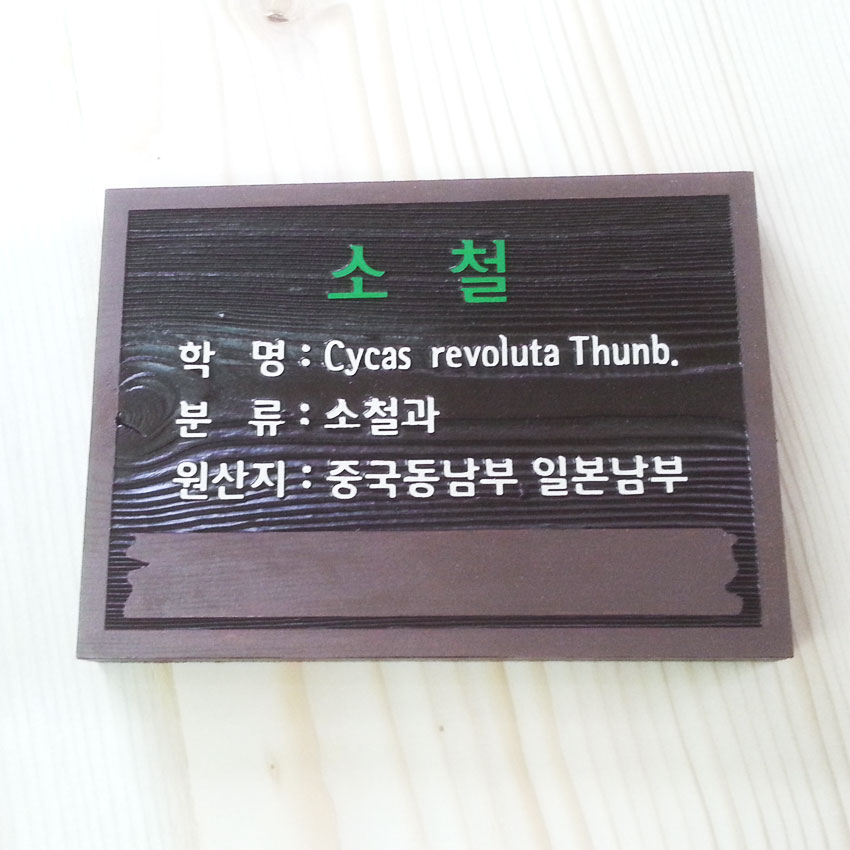 소 철
학 명 : Cycas revoluta Thunb.
분 류 : 소철과
원산지 : 중국동남부 일본남부